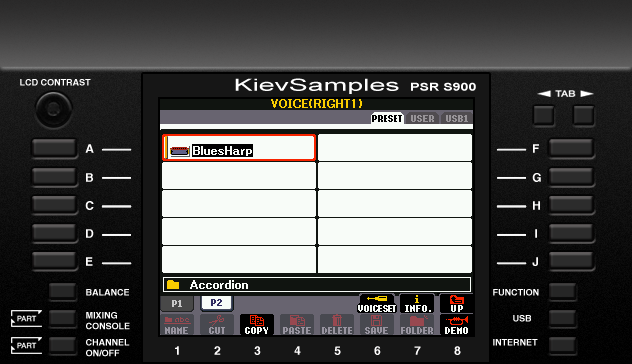 LCD CONTRAST
KievSamples PSR S900
◄ TAB ►
VOICE(RIGHT1)
PRESET USER USB1
BluesHarp
A
B
C
D
E
F
G
H
I
J
Accordion
BALANCE
PART
MIXING
CONSOLE
PART
CHANNEL
ON/OFF
P1 P2
VOICESET INFO. UP
NAME CUT COPY PASTE DELETE SAVE FOLDER DEMO
1 2 3 4 5 6 7 8
FUNCTION
USB
INTERNET